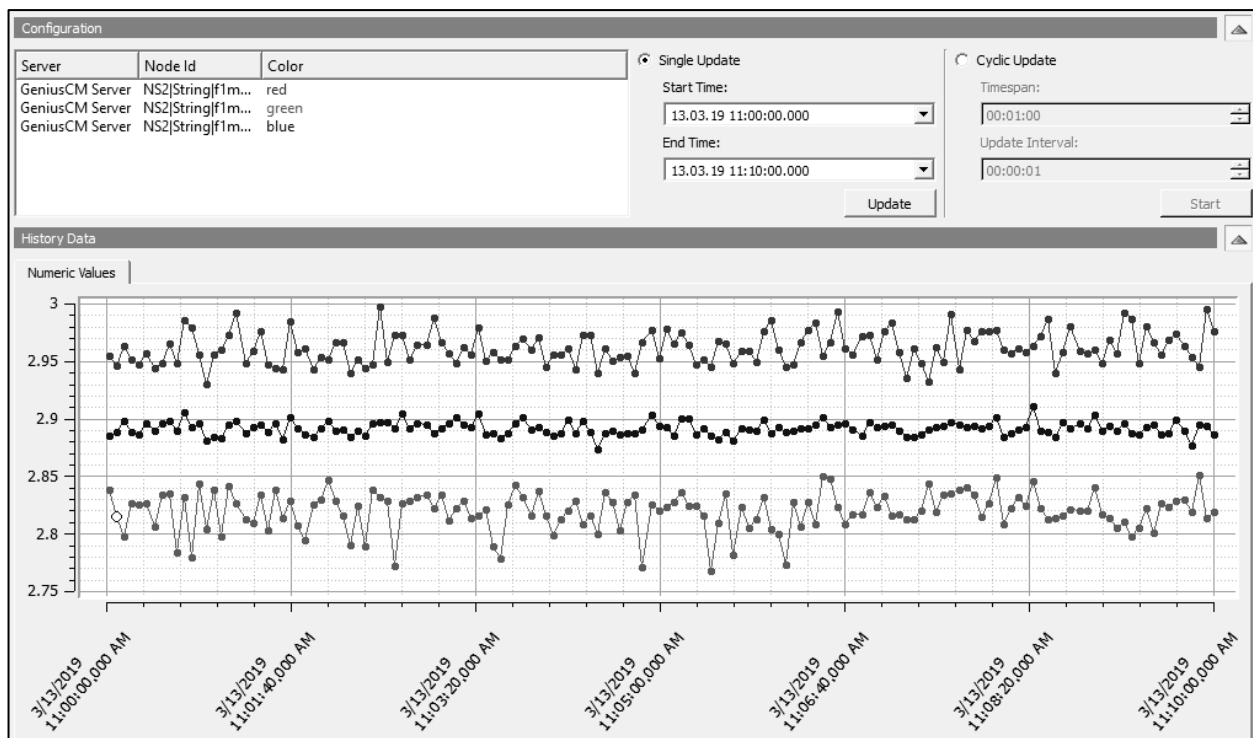 Configuration
Server Node Id Color
GeniusCM Server NS2|String|f1m... red
GeniusCM Server NS2|String|f1m... green
GeniusCM Server NS2|String|f1m... blue
Single Update
Start Time:
13.03.19 11:00:00.000
End Time:
13.03.19 11:10:00.000
Update
Cyclic Update
Timespan:
00:01:00
Update Interval:
00:00:01
Start
History Data
Numeric Values
3
2.95
2.9
2.85
2.8
2.75
3/13/2019
11:00:00,000 AM
3/13/2019
11:01:40,000 AM
3/13/2019
11:03:20,000 AM
3/13/2019
11:05:00,000 AM
3/13/2019
11:06:40,000 AM
3/13/2019
11:08:20,000 AM
3/13/2019
11:10:00,000 AM